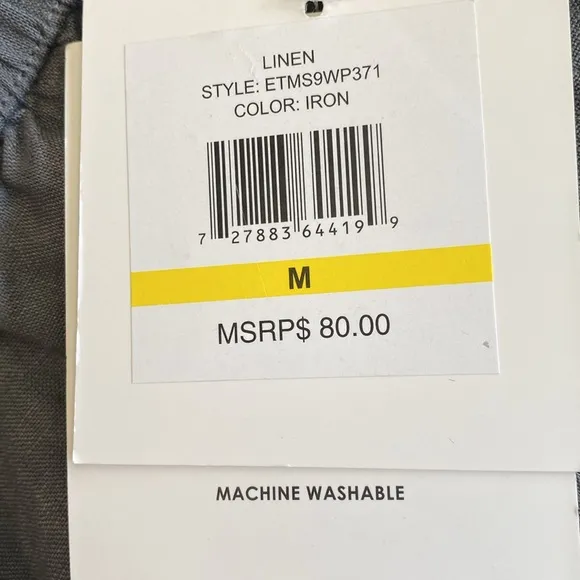 LINEN
STYLE: ETMS9WP371
COLOR: IRON
7 27883 64419 9
M
MSRP$ 80.00
MACHINE WASHABLE